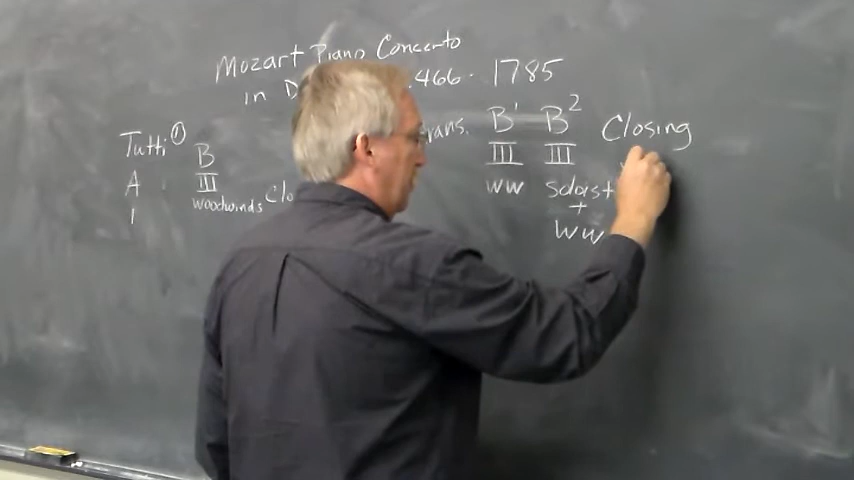 Mozart Piano Concerto
in D 466. 1785
Tutti ① B rans. B¹ B² Closing
A III III III
I woodwinds Clo ww Soloist
+
ww